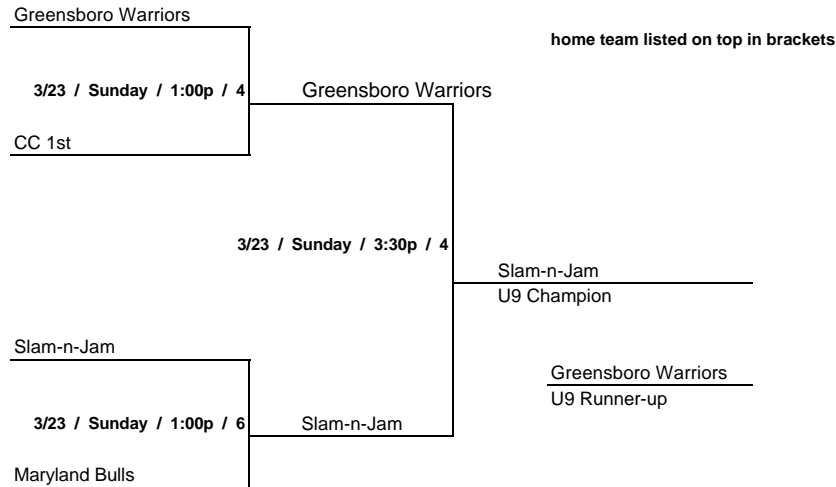 Greensboro Warriors
home team listed on top in brackets
3/23 / Sunday / 1:00p / 4
Greensboro Warriors
CC 1st
3/23 / Sunday / 3:30p / 4
Slam-n-Jam
U9 Champion
Slam-n-Jam
Greensboro Warriors
U9 Runner-up
3/23 / Sunday / 1:00p / 6
Slam-n-Jam
Maryland Bulls